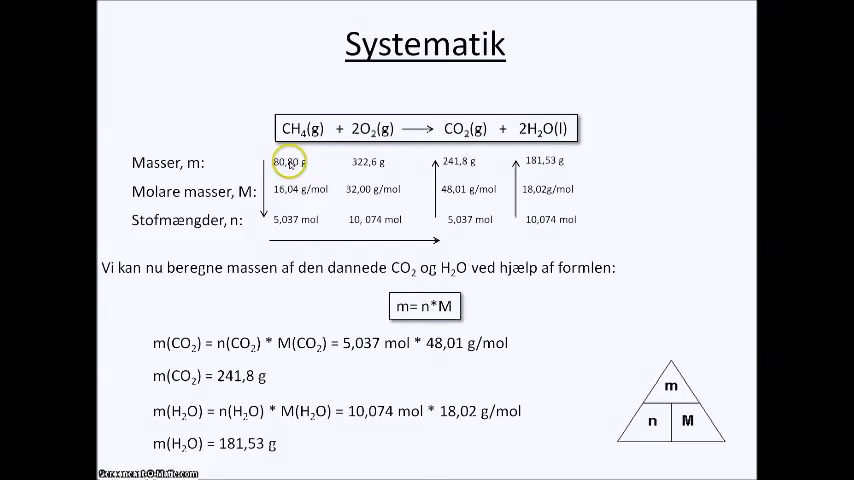 Systematik
CH₄(g) + 2O₂(g) ⟶ CO₂(g) + 2H₂O(l)
Masser, m: 80,80 g 322,6 g 241,8 g 181,53 g
Molare masser, M: 16,04 g/mol 32,00 g/mol 48,01 g/mol 18,02g/mol
Stofmængder, n: 5,037 mol 10, 074 mol 5,037 mol 10,074 mol
Vi kan nu beregne massen af den dannede CO₂ og H₂O ved hjælp af formlen:
m= n*M
m(CO₂) = n(CO₂) * M(CO₂) = 5,037 mol * 48,01 g/mol
m(CO₂) = 241,8 g
m(H₂O) = n(H₂O) * M(H₂O) = 10,074 mol * 18,02 g/mol
m(H₂O) = 181,53 g
m
n M
Screencast-O-Matic.com